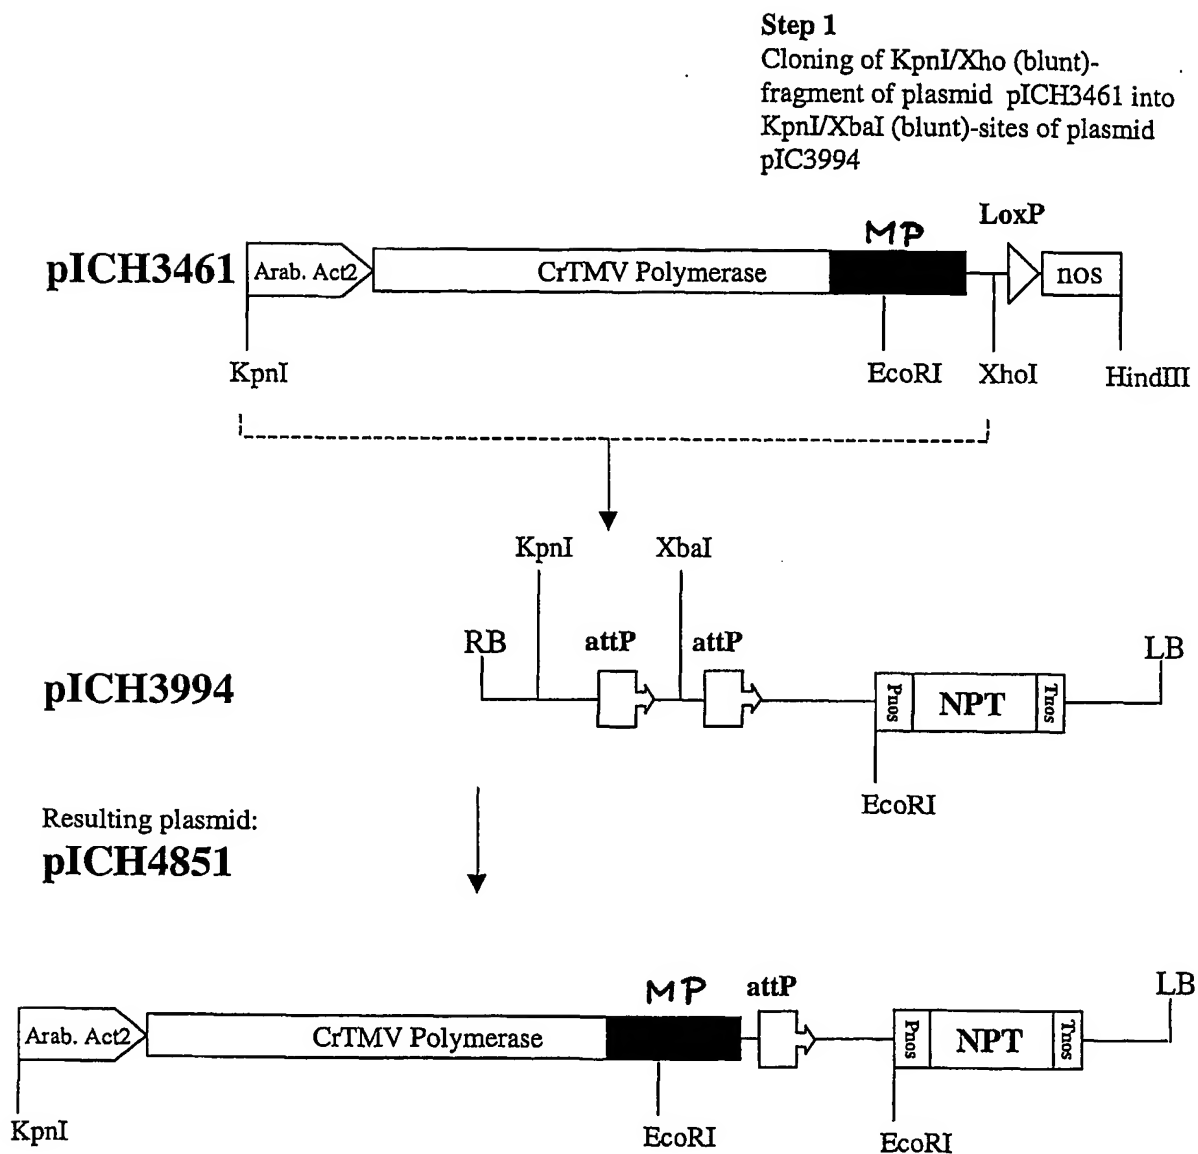 Step 1
Cloning of KpnI/Xho (blunt)-
fragment of plasmid pICH3461 into
KpnI/XbaI (blunt)-sites of plasmid
pIC3994
LoxP
MP
pICH3461
Arab. Act2
CrTMV Polymerase
nos
KpnI
EcoRI
XhoI
HindIII
KpnI
XbaI
RB
attP
attP
LB
pICH3994
Pnos
NPT
Tnos
EcoRI
Resulting plasmid:
pICH4851
MP
attP
LB
Arab. Act2
CrTMV Polymerase
Pnos
NPT
Tnos
KpnI
EcoRI
EcoRI